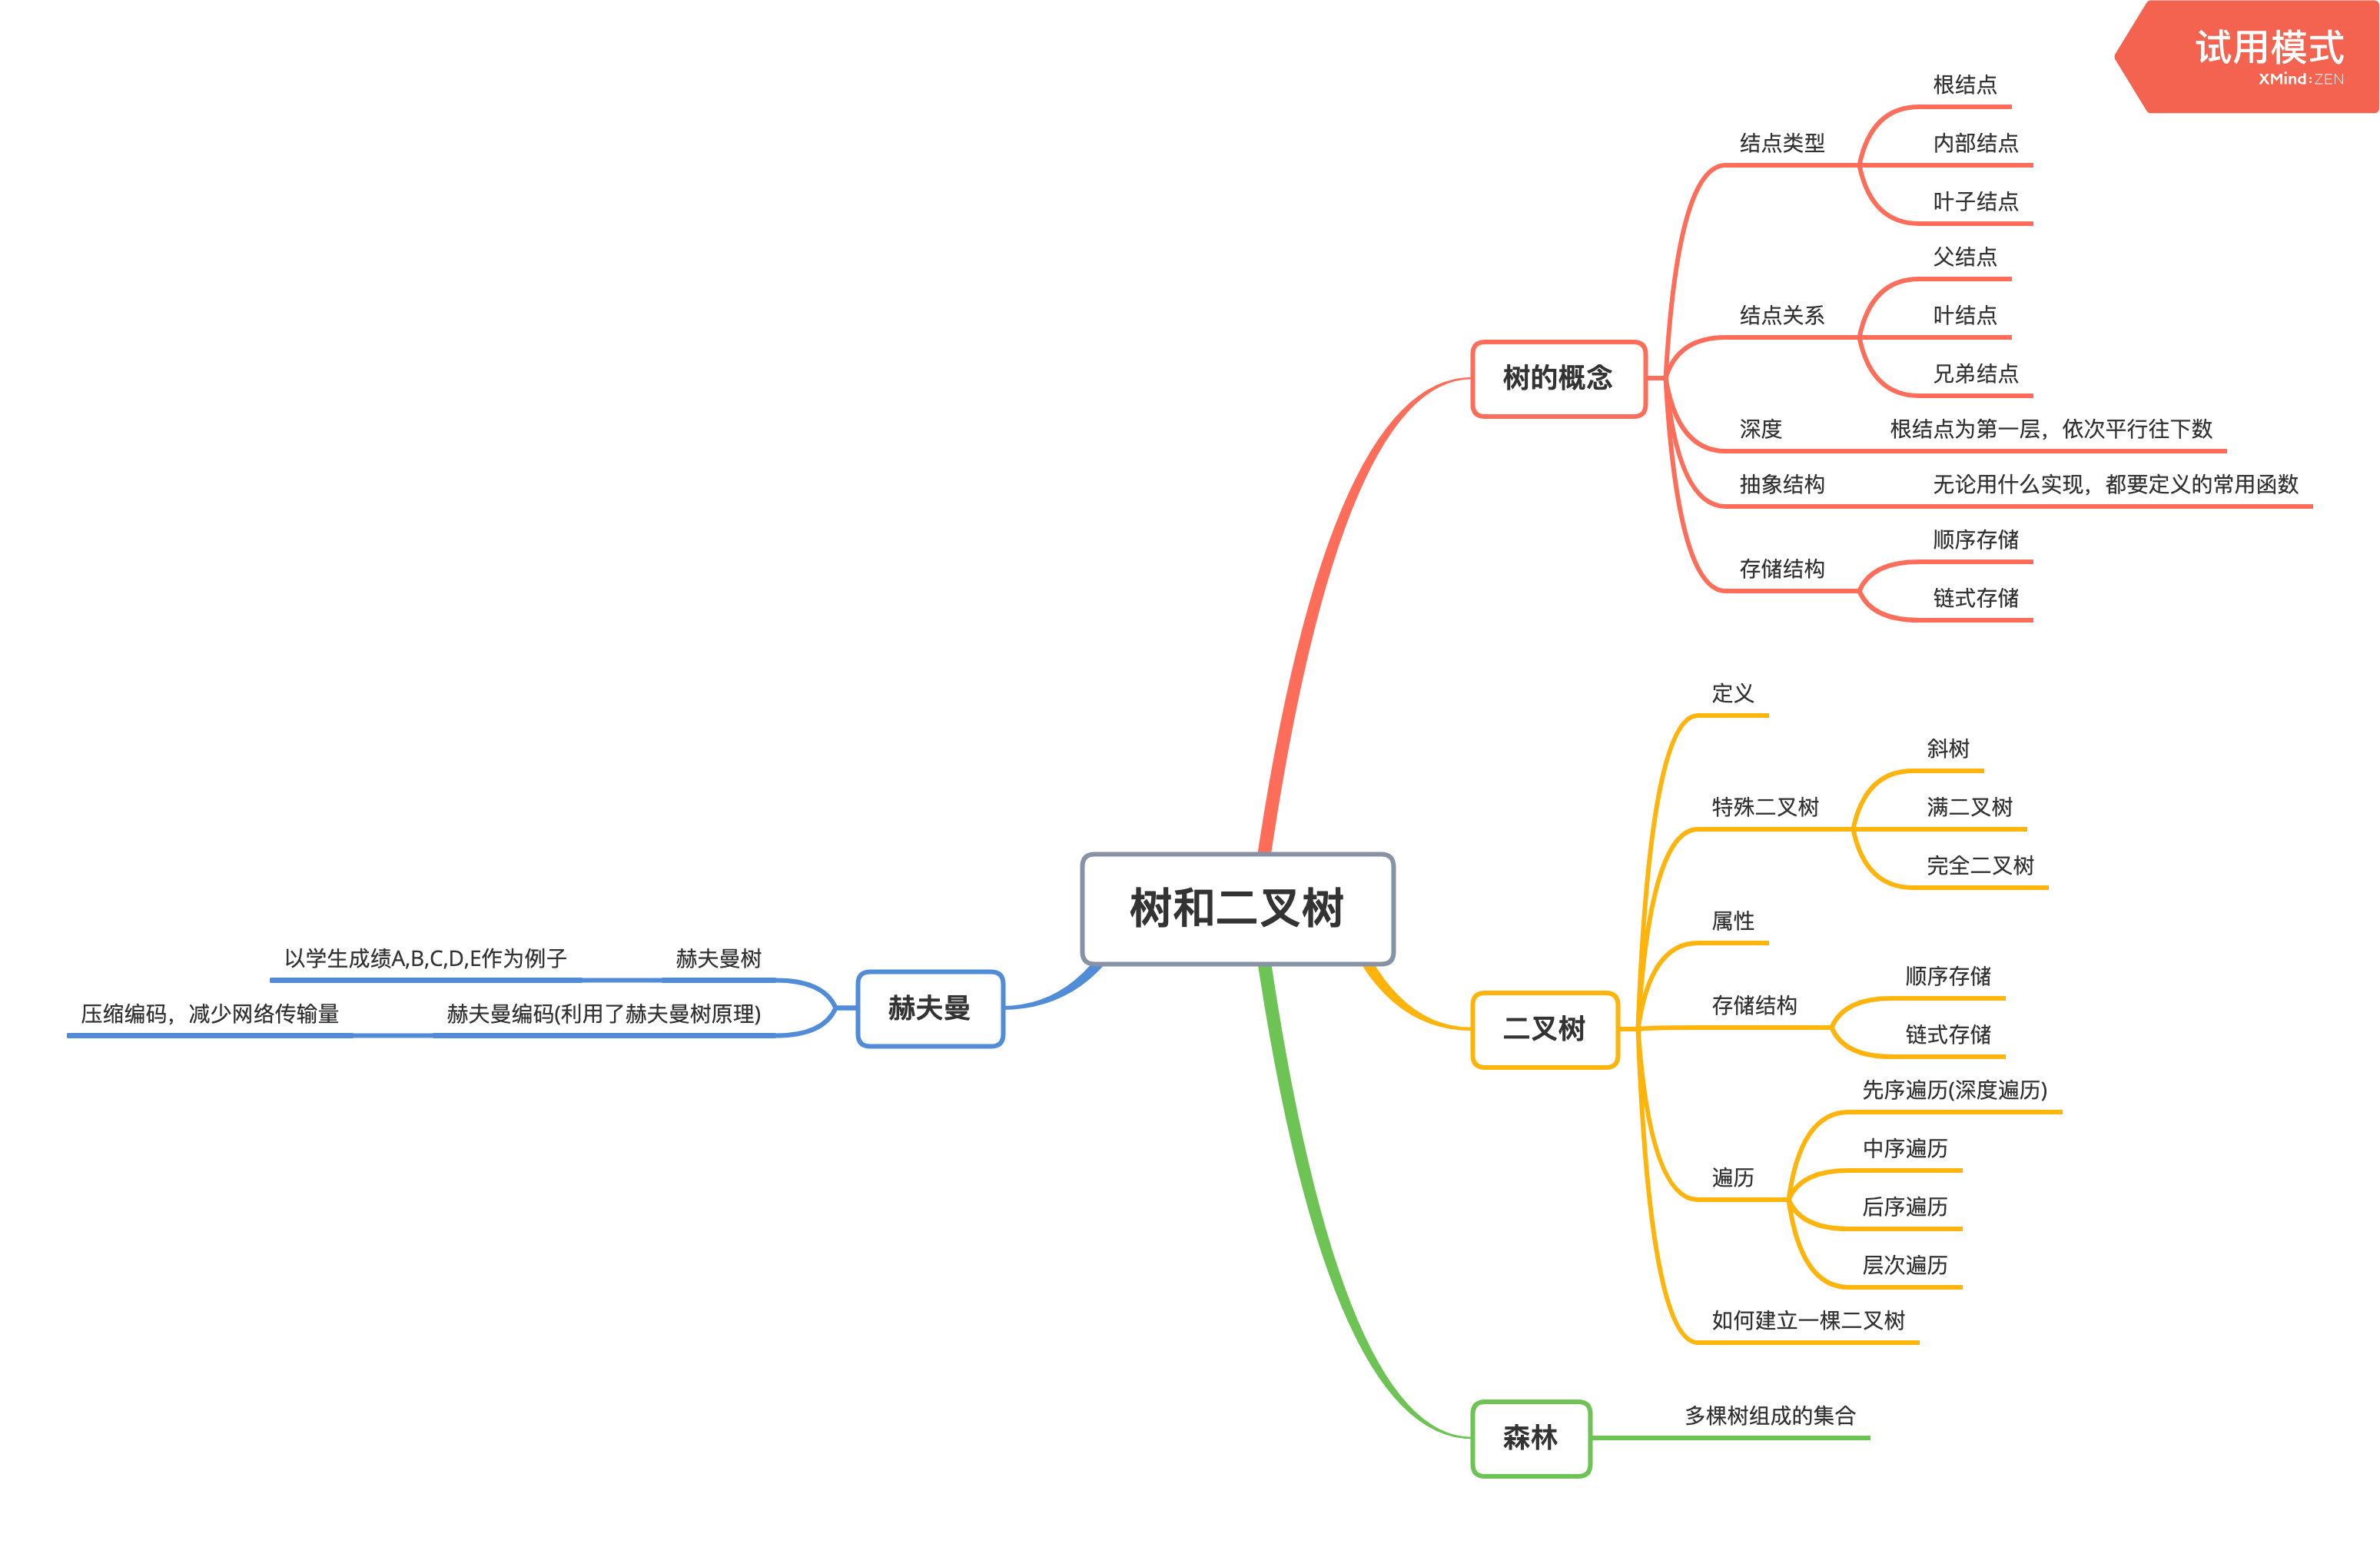 试用模式
XMind:ZEN
树和二叉树
树的概念
结点类型
根结点
内部结点
叶子结点
结点关系
父结点
叶结点
兄弟结点
深度
根结点为第一层，依次平行往下数
抽象结构
无论用什么实现，都要定义的常用函数
存储结构
顺序存储
链式存储
二叉树
定义
特殊二叉树
斜树
满二叉树
完全二叉树
属性
存储结构
顺序存储
链式存储
遍历
先序遍历(深度遍历)
中序遍历
后序遍历
层次遍历
如何建立一棵二叉树
森林
多棵树组成的集合
赫夫曼
赫夫曼树
以学生成绩A,B,C,D,E作为例子
赫夫曼编码(利用了赫夫曼树原理)
压缩编码，减少网络传输量